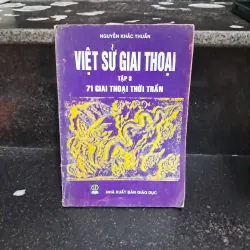 NGUYỄN KHẮC THUẦN
VIỆT SỬ GIAI THOẠI
TẬP 3
71 GIAI THOẠI THỜI TRẦN
NHÀ XUẤT BẢN GIÁO DỤC